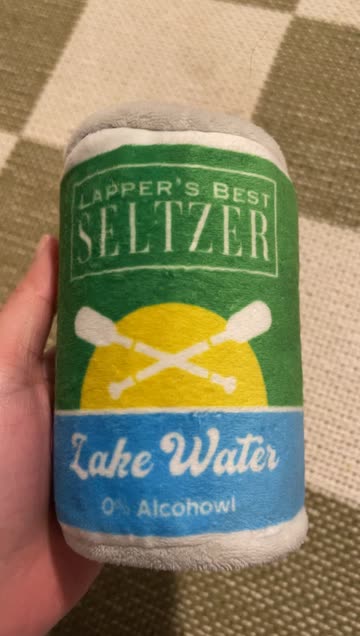 LAPPER'S BEST
SELTZER
Lake Water
0% Alcohowl